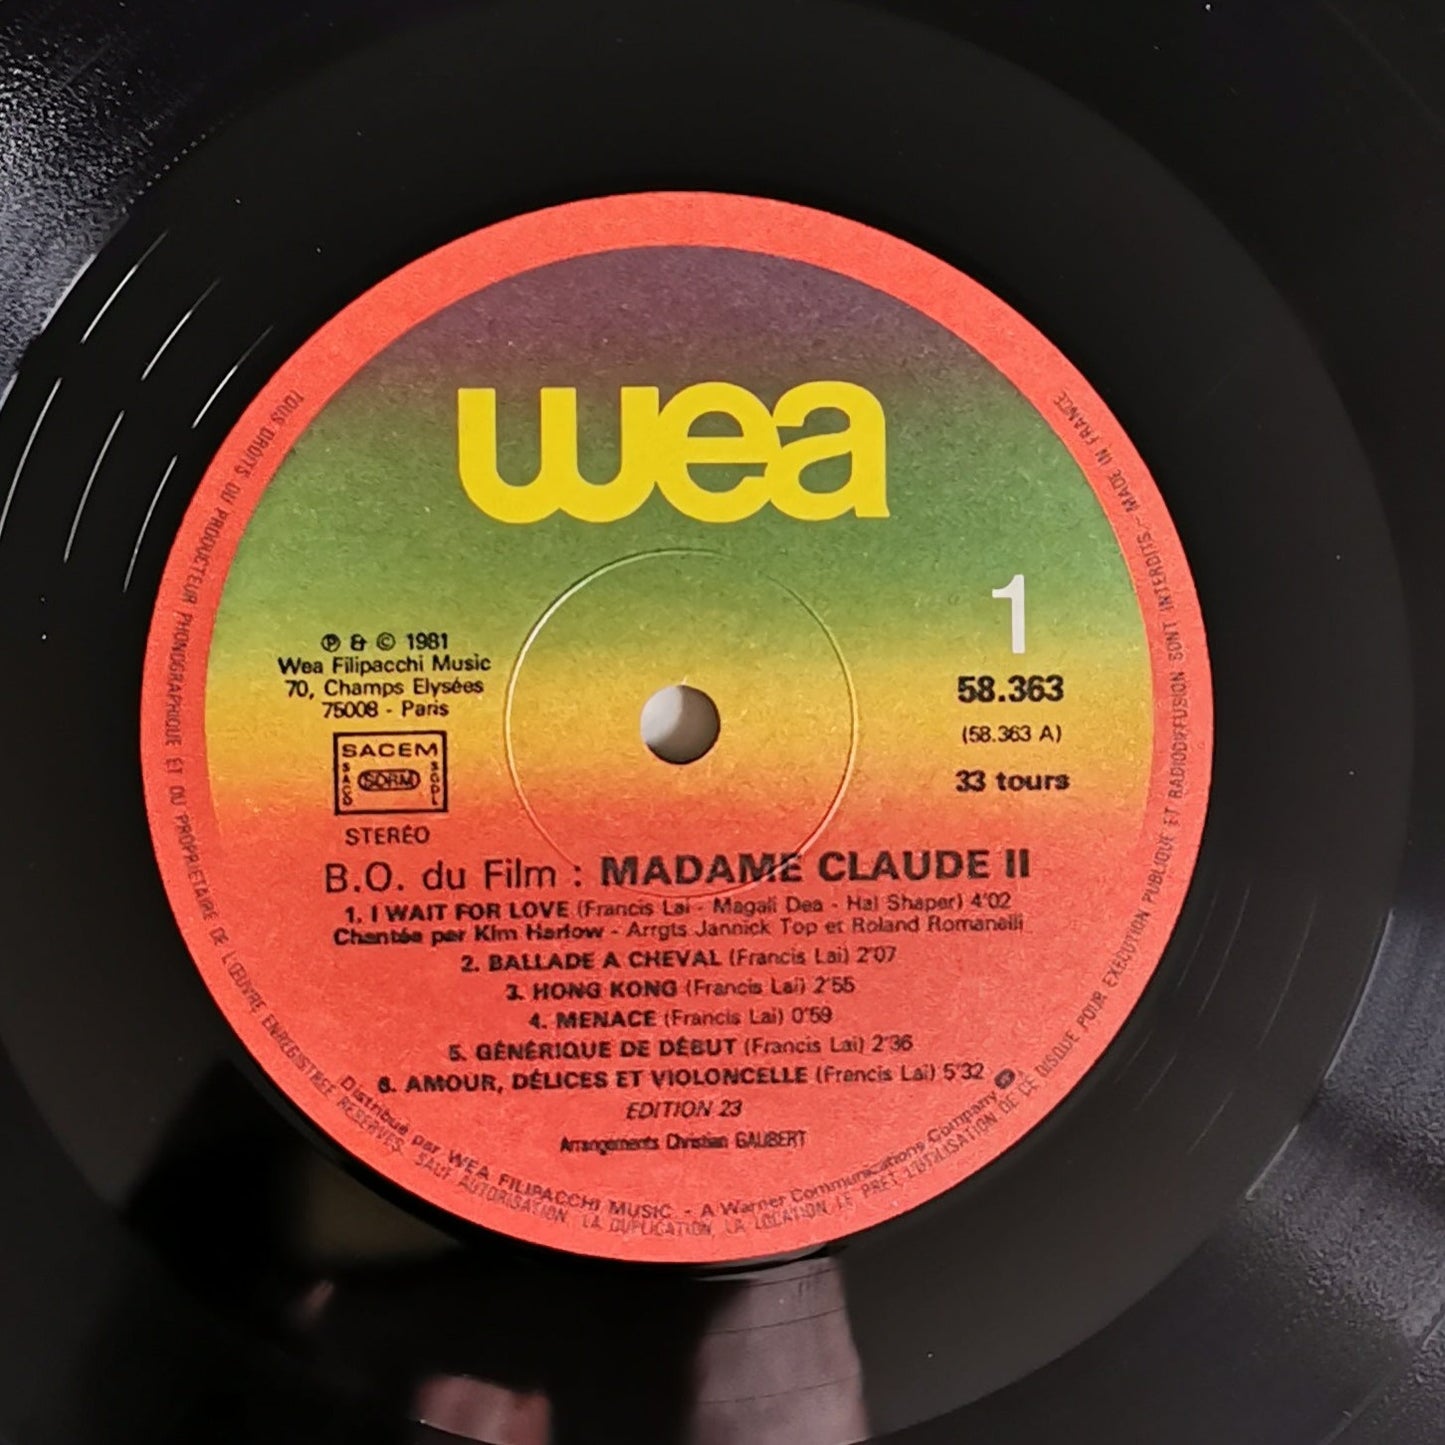 wea
1
℗ & © 1981
Wea Filipacchi Music
70, Champs Elysées
75008 - Paris
SACEM
SACD
SDRM
SGDL
STERÉO
58.363
(58.363 A)
33 tours
B.O. du Film : MADAME CLAUDE II
1. I WAIT FOR LOVE (Francis Lai - Magali Dea - Hal Shaper) 4'02
Chantée par Kim Harlow - Arrgts Jannick Top et Roland Romanelli
2. BALLADE A CHEVAL (Francis Lai) 2'07
3. HONG KONG (Francis Lai) 2'55
4. MENACE (Francis Lai) 0'59
5. GÉNÉRIQUE DE DÉBUT (Francis Lai) 2'36
6. AMOUR, DÉLICES ET VIOLONCELLE (Francis Lai) 5'32
EDITION 23
Arrangements Christian GAUBERT
Distribué par WEA FILIPACCHI MUSIC - A Warner Communications Company
TOUS DROITS DU PRODUCTEUR PHONOGRAPHIQUE ET DU PROPRIETAIRE DE L'ŒUVRE ENREGISTREE RESERVES. SAUF AUTORISATION, LA DUPLICATION, LA LOCATION, LE PRET, L'UTILISATION DE CE DISQUE POUR EXECUTION PUBLIQUE ET RADIODIFFUSION SONT INTERDITS. - MADE IN FRANCE